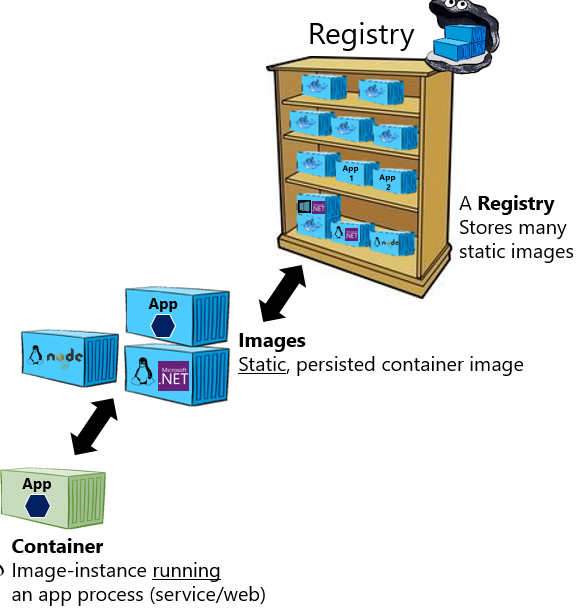 Registry
App
1
App
2
Microsoft
.NET
node
A Registry
Stores many
static images
App
Images
Static, persisted container image
node
Microsoft
.NET
App
Container
Image-instance running
an app process (service/web)